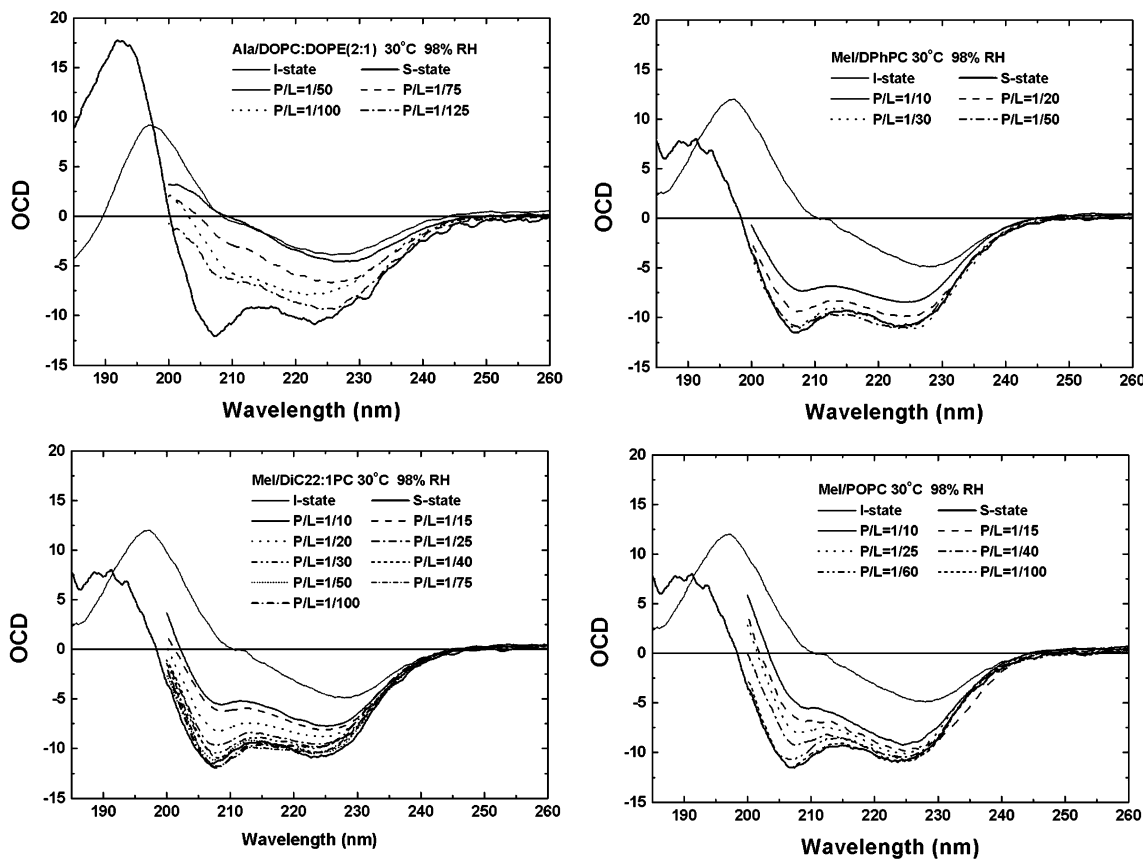 Ala/DOPC:DOPE(2:1) 30°C 98% RH
I-state S-state
P/L=1/50 P/L=1/75
P/L=1/100 P/L=1/125
20
15
10
5
0
-5
-10
-15
OCD
190 200 210 220 230 240 250 260
Wavelength (nm)
Mel/DPhPC 30°C 98% RH
I-state S-state
P/L=1/10 P/L=1/20
P/L=1/30 P/L=1/50
20
15
10
5
0
-5
-10
-15
OCD
190 200 210 220 230 240 250 260
Wavelength (nm)
Mel/DiC22:1PC 30°C 98% RH
I-state S-state
P/L=1/10 P/L=1/15
P/L=1/20 P/L=1/25
P/L=1/30 P/L=1/40
P/L=1/50 P/L=1/75
P/L=1/100
20
15
10
5
0
-5
-10
-15
OCD
190 200 210 220 230 240 250 260
Wavelength (nm)
Mel/POPC 30°C 98% RH
I-state S-state
P/L=1/10 P/L=1/15
P/L=1/25 P/L=1/40
P/L=1/60 P/L=1/100
20
15
10
5
0
-5
-10
-15
OCD
190 200 210 220 230 240 250 260
Wavelength (nm)